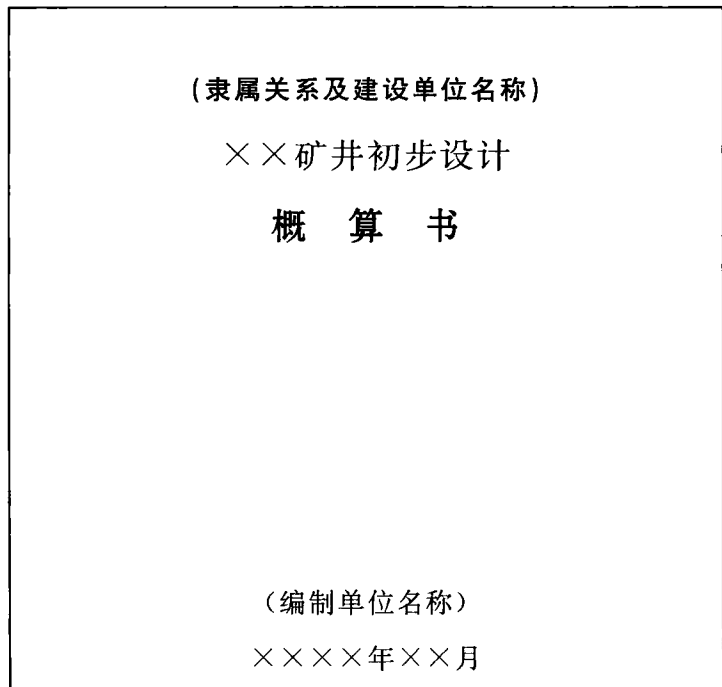 (隶属关系及建设单位名称)
××矿井初步设计
概 算 书
（编制单位名称）
××××年××月